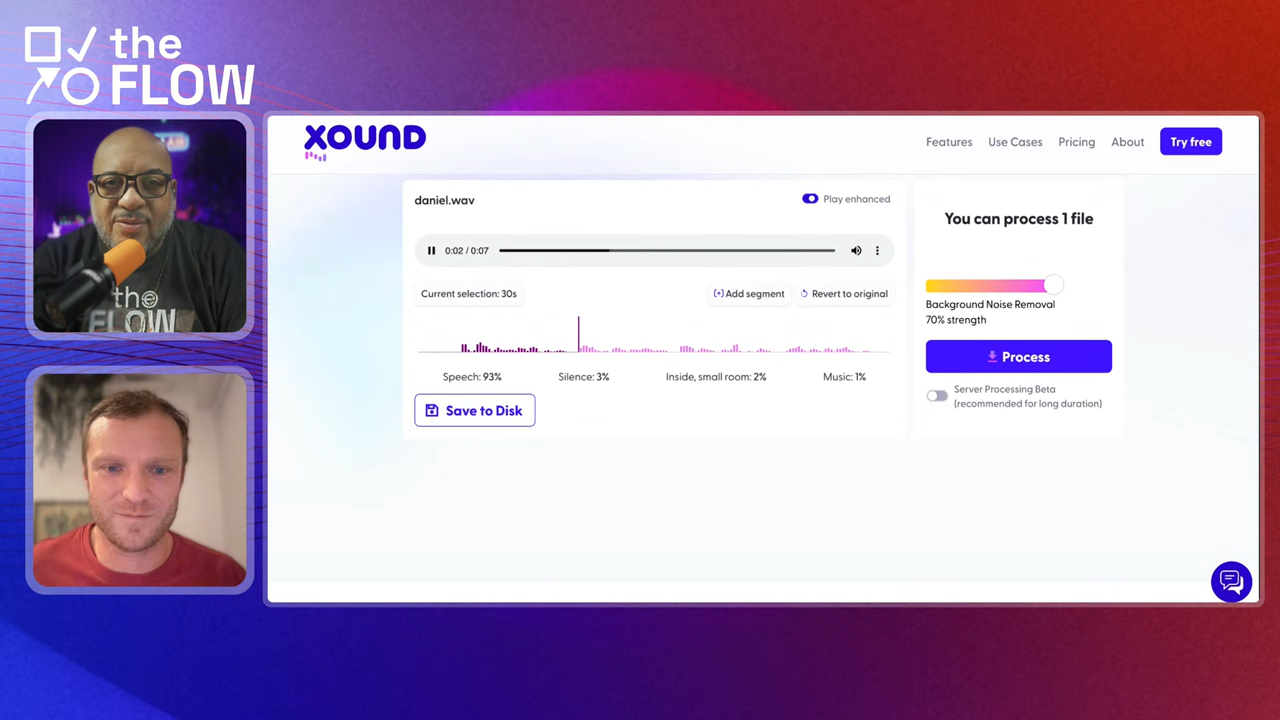 the
FLOW
the
FLOW
XOUND
Features Use Cases Pricing About Try free
daniel.wav
Play enhanced
0:02 / 0:07
Current selection: 30s
Add segment
Revert to original
Speech: 93% Silence: 3% Inside, small room: 2% Music: 1%
Save to Disk
You can process 1 file
Background Noise Removal
70% strength
Process
Server Processing Beta
(recommended for long duration)